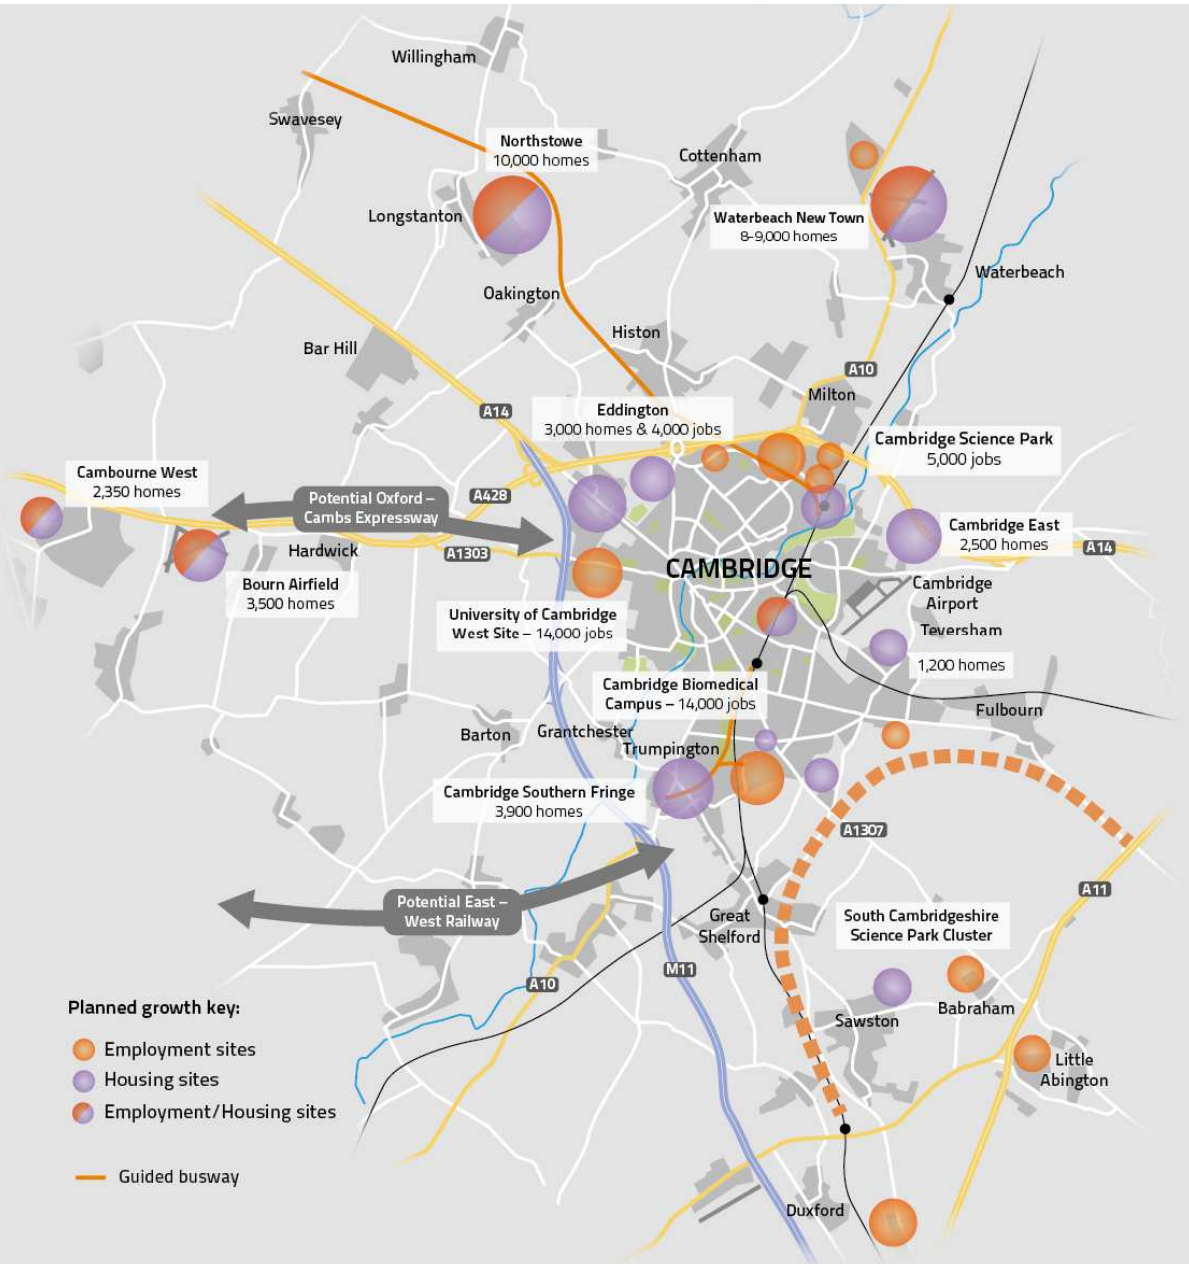 Willingham
Swavesey
Northstowe
10,000 homes
Cottenham
Longstanton
Waterbeach New Town
8-9,000 homes
Waterbeach
Oakington
Histon
Bar Hill
A10
Milton
A14
Eddington
3,000 homes & 4,000 jobs
Cambridge Science Park
5,000 jobs
Cambourne West
2,350 homes
Potential Oxford –
Cambs Expressway
A428
Hardwick
A1303
Cambridge East
2,500 homes
A14
CAMBRIDGE
Bourn Airfield
3,500 homes
Cambridge
Airport
University of Cambridge
West Site – 14,000 jobs
Teversham
1,200 homes
Cambridge Biomedical
Campus – 14,000 jobs
Fulbourn
Barton
Grantchester
Trumpington
Cambridge Southern Fringe
3,900 homes
A1307
A11
Potential East –
West Railway
Great
Shelford
South Cambridgeshire
Science Park Cluster
M11
A10
Babraham
Sawston
Little
Abington
Duxford
Planned growth key:
Employment sites
Housing sites
Employment/Housing sites
Guided busway